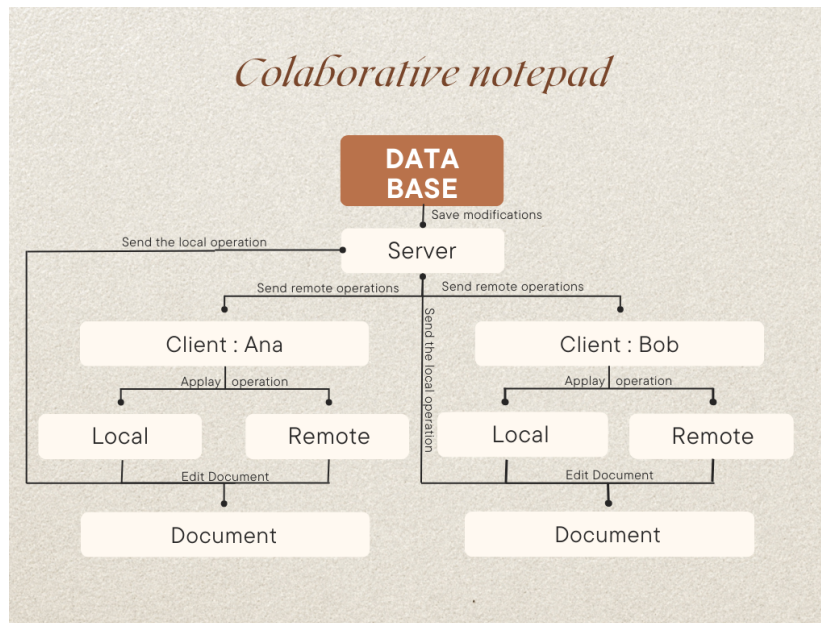 Colaborative notepad
DATA
BASE
Save modifications
Send the local operation
Server
Send remote operations
Send remote operations
Send the local operation
Client : Ana
Client : Bob
Applay operation
Applay operation
Local
Remote
Local
Remote
Edit Document
Edit Document
Document
Document